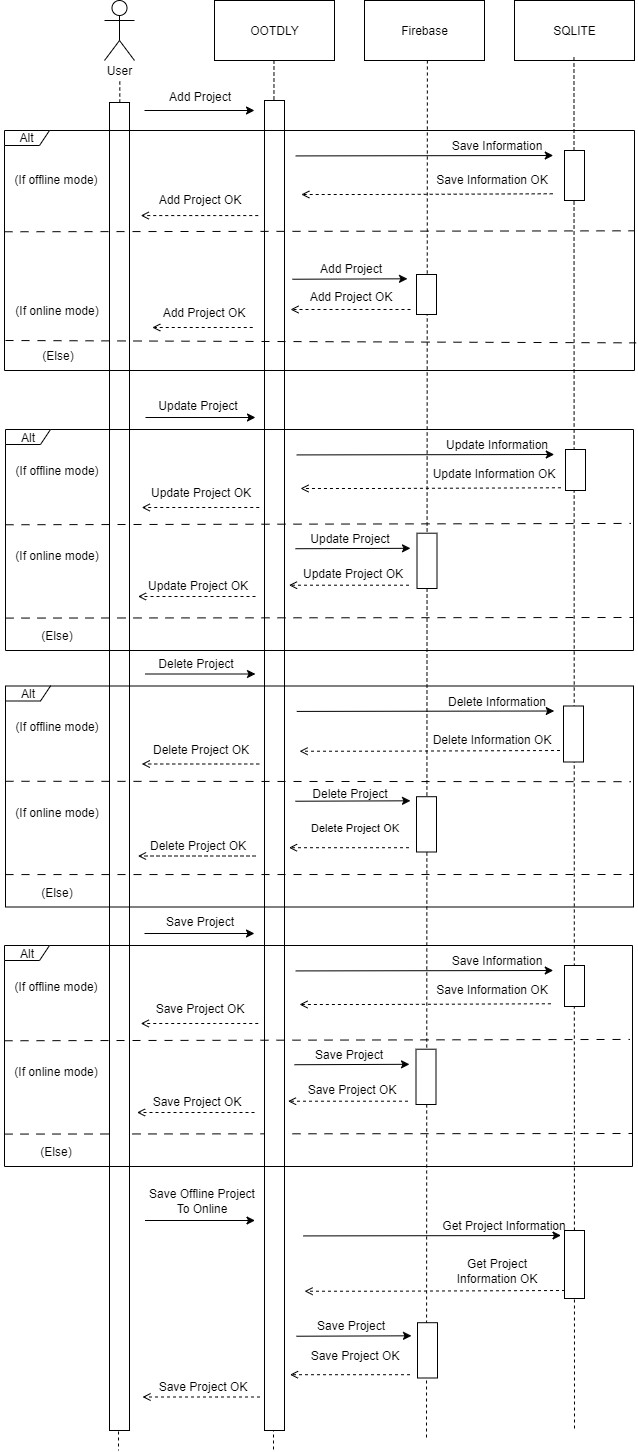 OOTDLY
Firebase
SQLITE
User
Add Project
Alt
Save Information
(If offline mode)
Save Information OK
Add Project OK
Add Project
Add Project OK
(If online mode)
Add Project OK
(Else)
Update Project
Alt
Update Information
(If offline mode)
Update Information OK
Update Project OK
Update Project
(If online mode)
Update Project OK
Update Project OK
(Else)
Delete Project
Alt
Delete Information
(If offline mode)
Delete Information OK
Delete Project OK
Delete Project
(If online mode)
Delete Project OK
Delete Project OK
(Else)
Save Project
Alt
Save Information
(If offline mode)
Save Information OK
Save Project OK
Save Project
(If online mode)
Save Project OK
Save Project OK
(Else)
Save Offline Project
To Online
Get Project Information
Get Project
Information OK
Save Project
Save Project OK
Save Project OK